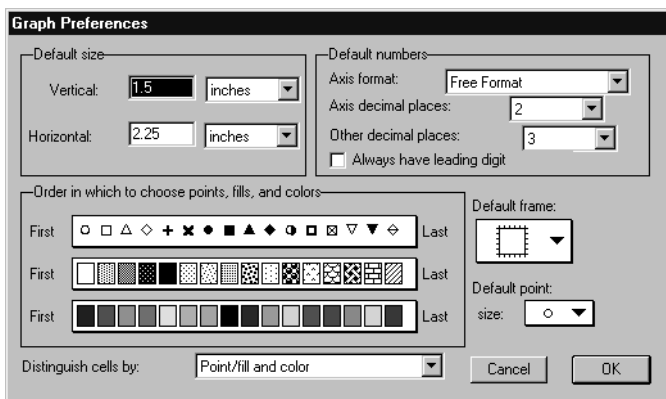 Graph Preferences
Default size
Vertical: 1.5 inches
Horizontal: 2.25 inches
Default numbers
Axis format: Free Format
Axis decimal places: 2
Other decimal places: 3
Always have leading digit
Order in which to choose points, fills, and colors
First Last
First Last
First Last
Default frame:
Default point:
size:
Distinguish cells by: Point/fill and color
Cancel OK